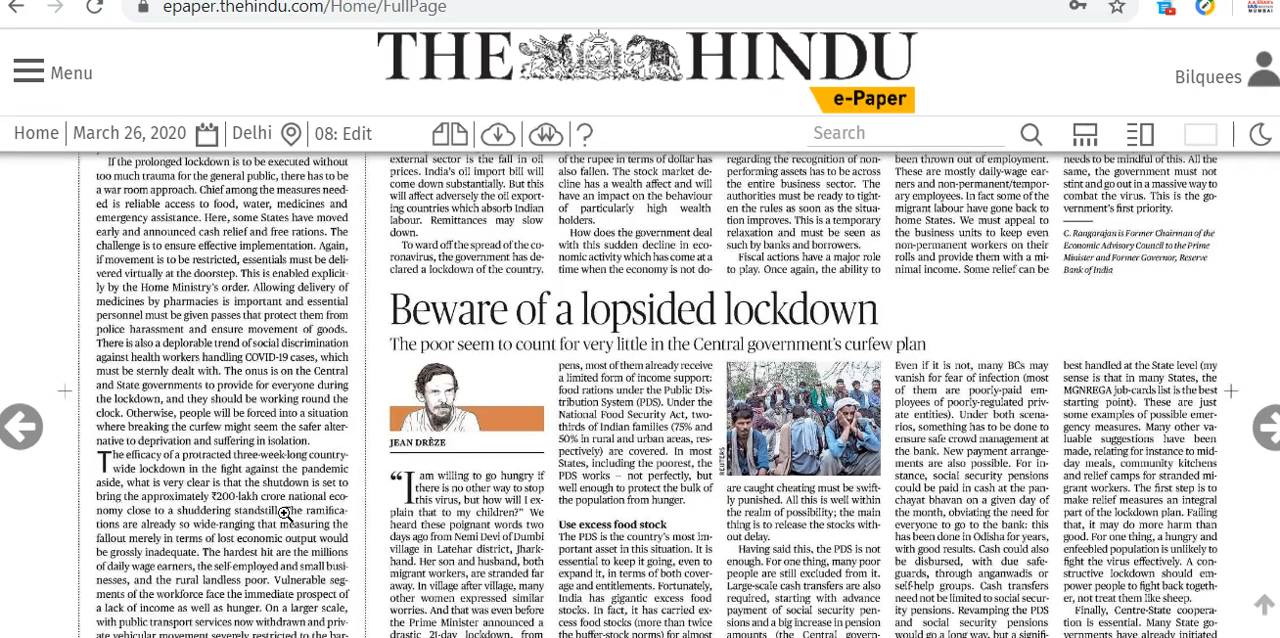 epaper.thehindu.com/Home/FullPage
Menu
THE HINDU
e-Paper
Bilquees
Home
March 26, 2020
Delhi
08: Edit
Search
If the prolonged lockdown is to be executed without
too much trauma for the general public, there has to be
a war room approach. Chief among the measures need-
ed is reliable access to food, water, medicines and
emergency assistance. Here, some States have moved
early and announced cash relief and free rations. The
challenge is to ensure effective implementation. Again,
if movement is to be restricted, essentials must be deli-
vered virtually at the doorstep. This is enabled explicit-
ly by the Home Ministry's order. Allowing delivery of
medicines by pharmacies is important and essential
personnel must be given passes that protect them from
police harassment and ensure movement of goods.
There is also a deplorable trend of social discrimination
against health workers handling COVID-19 cases, which
must be sternly dealt with. The onus is on the Central
and State governments to provide for everyone during
the lockdown, and they should be working round the
clock. Otherwise, people will be forced into a situation
where breaking the curfew might seem the safer alter-
native to deprivation and suffering in isolation.
The efficacy of a protracted three-week-long country-
wide lockdown in the fight against the pandemic
aside, what is very clear is that the shutdown is set to
bring the approximately ₹200-lakh crore national eco-
nomy close to a shuddering standstill. The ramifica-
tions are already so wide-ranging that measuring the
fallout merely in terms of lost economic output would
be grossly inadequate. The hardest hit are the millions
of daily wage earners, the self-employed and small busi-
nesses, and the rural landless poor. Vulnerable seg-
ments of the workforce face the immediate prospect of
a lack of income as well as hunger. On a larger scale,
with public transport services now withdrawn and priv-
ate vehicular movement severely restricted to the bar-
external sector is the fall in oil
prices. India's oil import bill will
come down substantially. But this
will affect adversely the oil export-
ing countries which absorb Indian
labour. Remittances may slow
down.
To ward off the spread of the co-
ronavirus, the government has de-
clared a lockdown of the country.
of the rupee in terms of dollar has
also fallen. The stock market de-
cline has a wealth affect and will
have an impact on the behaviour
of particularly high wealth
holders.
How does the government deal
with this sudden decline in eco-
nomic activity which has come at a
time when the economy is not do-
regarding the recognition of non-
performing assets has to be across
the entire business sector. The
authorities must be ready to tight-
en the rules as soon as the situa-
tion improves. This is a temporary
relaxation and must be seen as
such by banks and borrowers.
Fiscal actions have a major role
to play. Once again, the ability to
been thrown out of employment.
These are mostly daily-wage ear-
ners and non-permanent/tempor-
ary employees. In fact some of the
migrant labour have gone back to
home States. We must appeal to
the business units to keep even
non-permanent workers on their
rolls and provide them with a mi-
nimal income. Some relief can be
needs to be mindful of this. All the
same, the government must not
stint and go out in a massive way to
combat the virus. This is the go-
vernment's first priority.
C. Rangarajan is Former Chairman of the
Economic Advisory Council to the Prime
Minister and Former Governor, Reserve
Bank of India
Beware of a lopsided lockdown
The poor seem to count for very little in the Central government's curfew plan
JEAN DRÈZE
“I am willing to go hungry if
there is no other way to stop
this virus, but how will I ex-
plain that to my children?” We
heard these poignant words two
days ago from Nemi Devi of Dumbi
village in Latehar district, Jhark-
hand. Her son and husband, both
migrant workers, are stranded far
away. In village after village, many
other women expressed similar
worries. And that was even before
the Prime Minister announced a
drastic 21-day lockdown, from
pens, most of them already receive
a limited form of income support:
food rations under the Public Dis-
tribution System (PDS). Under the
National Food Security Act, two-
thirds of Indian families (75% and
50% in rural and urban areas, res-
pectively) are covered. In most
States, including the poorest, the
PDS works – not perfectly, but
well enough to protect the bulk of
the population from hunger.
Use excess food stock
The PDS is the country's most im-
portant asset in this situation. It is
essential to keep it going, even
to expand it, in terms of both cover-
age and entitlements. Fortunately,
India has gigantic excess food
stocks. In fact, it has carried ex-
cess food stocks (more than twice
the buffer-stock norms) for almost
REUTERS
are caught cheating must be swift-
ly punished. All this is well within
the realm of possibility; the main
thing is to release the stocks with-
out delay.
Having said this, the PDS is not
enough. For one thing, many poor
people are still excluded from it.
Large-scale cash transfers are also
required, starting with advance
payment of social security pen-
sions and a big increase in pension
amounts (the Central govern-
Even if it is not, many BCs may
vanish for fear of infection (most
of them are poorly-paid em-
ployees of poorly-regulated priv-
ate entities). Under both scena-
rios, something has to be done to
ensure safe crowd management at
the bank. New payment arrange-
ments are also possible. For in-
stance, social security pensions
could be paid in cash at the pan-
chayat bhavan on a given day of
the month, obviating the need for
everyone to go to the bank: this
has been done in Odisha for years,
with good results. Cash could also
be disbursed, with due safe-
guards, through anganwadis or
self-help groups. Cash transfers
need not be limited to social secur-
ity pensions. Revamping the PDS
and social security pensions
would go a long way, but a signifi-
best handled at the State level (my
sense is that in many States, the
MGNREGA job-cards list is the best
starting point). These are just
some examples of possible emer-
gency measures. Many other va-
luable suggestions have been
made, relating for instance to mid-
day meals, community kitchens
and relief camps for stranded mi-
grant workers. The first step is to
make relief measures an integral
part of the lockdown plan. Failing
that, it may do more harm than
good. For one thing, a hungry and
enfeebled population is unlikely to
fight the virus effectively. A con-
structive lockdown should em-
power people to fight back togeth-
er, not treat them like sheep.
Finally, Centre-State coopera-
tion is essential. Many State go-
vernments have already initiated